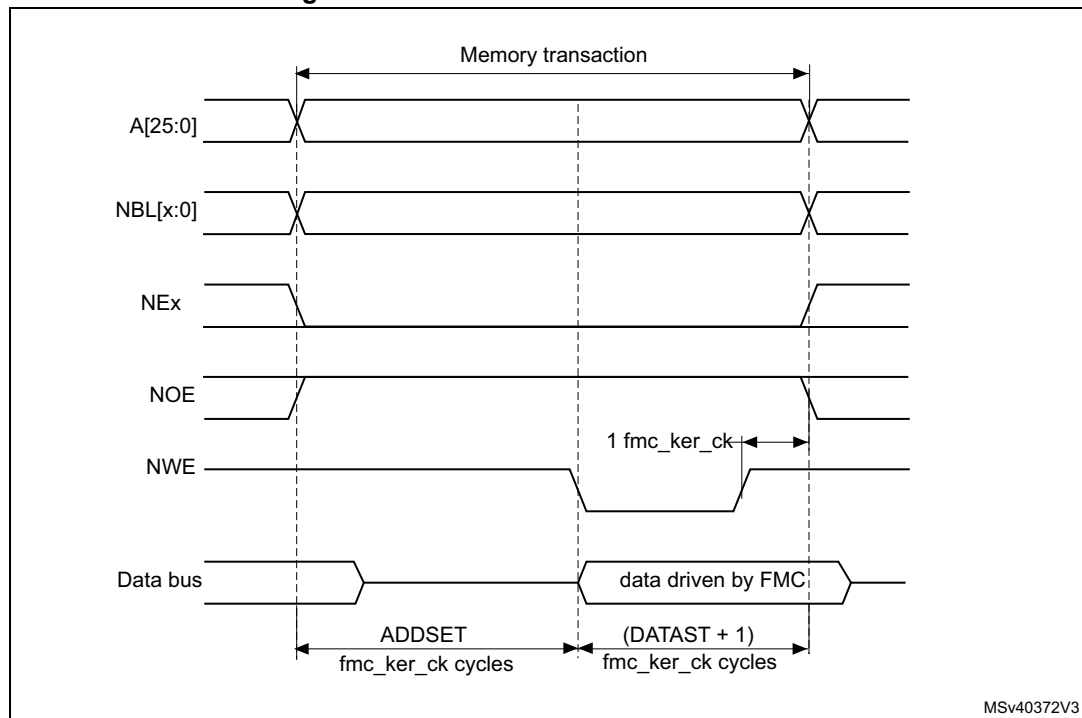 Memory transaction
A[25:0]
NBL[x:0]
NEx
NOE
1 fmc_ker_ck
NWE
Data bus
data driven by FMC
ADDSET
fmc_ker_ck cycles
(DATAST + 1)
fmc_ker_ck cycles
MSv40372V3